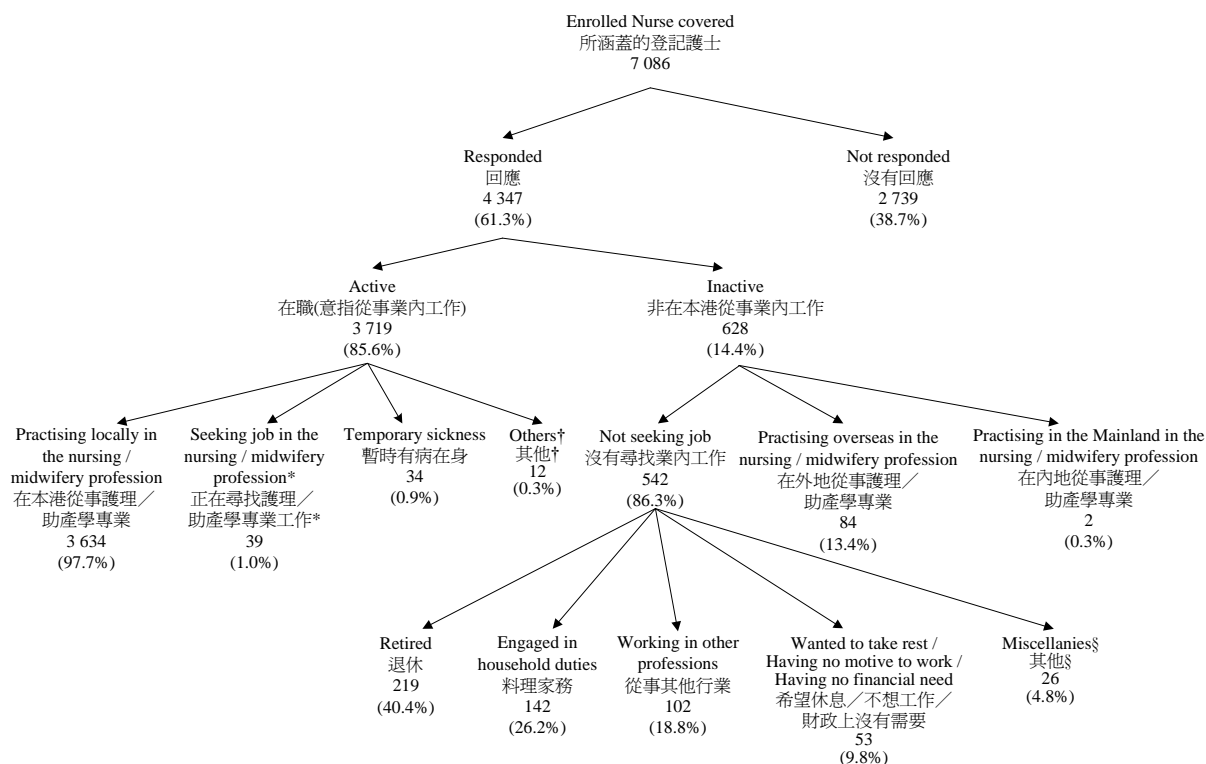 Enrolled Nurse covered
所涵蓋的登記護士
7 086
Responded
回應
4 347
(61.3%)
Not responded
沒有回應
2 739
(38.7%)
Active
在職(意指從事業內工作)
3 719
(85.6%)
Inactive
非在本港從事業內工作
628
(14.4%)
Practising locally in
the nursing /
midwifery profession
在本港從事護理／
助產學專業
3 634
(97.7%)
Seeking job in the
nursing / midwifery
profession*
正在尋找護理／
助產學專業工作*
39
(1.0%)
Temporary sickness
暫時有病在身
34
(0.9%)
Others†
其他†
12
(0.3%)
Not seeking job
沒有尋找業內工作
542
(86.3%)
Practising overseas in the
nursing / midwifery profession
在外地從事護理／
助產學專業
84
(13.4%)
Practising in the Mainland in the
nursing / midwifery profession
在內地從事護理／
助產學專業
2
(0.3%)
Retired
退休
219
(40.4%)
Engaged in
household duties
料理家務
142
(26.2%)
Working in other
professions
從事其他行業
102
(18.8%)
Wanted to take rest /
Having no motive to work /
Having no financial need
希望休息／不想工作／
財政上沒有需要
53
(9.8%)
Miscellanies§
其他§
26
(4.8%)